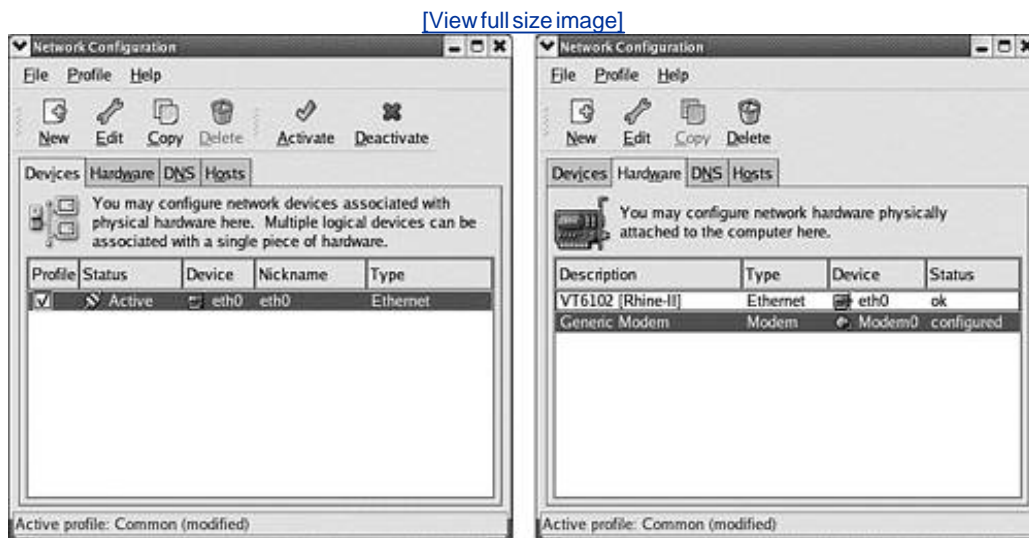 [View full size image]
Network Configuration
File Profile Help
New Edit Copy Delete Activate Deactivate
Devices Hardware DNS Hosts
You may configure network devices associated with
physical hardware here. Multiple logical devices can be
associated with a single piece of hardware.
Profile Status Device Nickname Type
Active eth0 eth0 Ethernet
Active profile: Common (modified)
Network Configuration
File Profile Help
New Edit Copy Delete
Devices Hardware DNS Hosts
You may configure network hardware physically
attached to the computer here.
Description Type Device Status
VT6102 [Rhine-II] Ethernet eth0 ok
Generic Modem Modem Modem0 configured
Active profile: Common (modified)